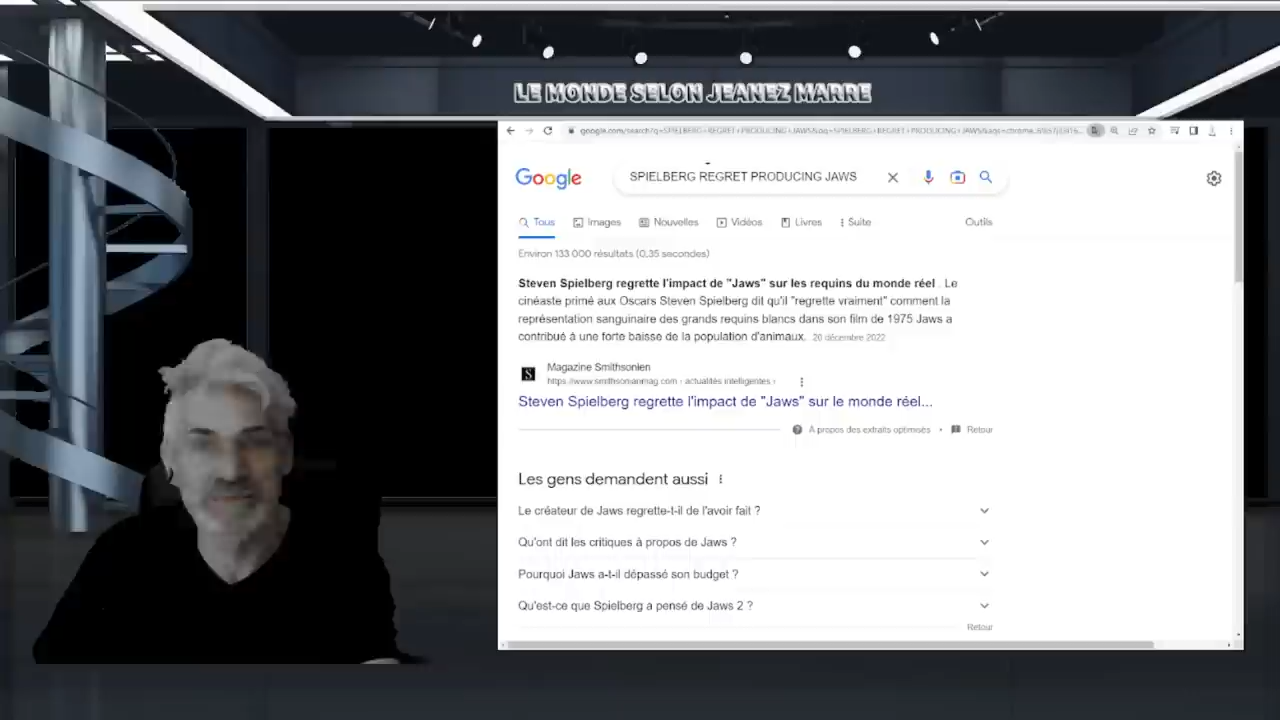 LE MONDE SELON JEANEZ MARRE
Google
SPIELBERG REGRET PRODUCING JAWS
Tous Images Nouvelles Vidéos Livres Suite Outils
Environ 133 000 résultats (0,35 secondes)
Steven Spielberg regrette l'impact de "Jaws" sur les requins du monde réel . Le
cinéaste primé aux Oscars Steven Spielberg dit qu'il "regrette vraiment" comment la
représentation sanguinaire des grands requins blancs dans son film de 1975 Jaws a
contribué à une forte baisse de la population d'animaux. 20 décembre 2022
S
Magazine Smithsonien
https://www.smithsonianmag.com › actualités intelligentes ›
Steven Spielberg regrette l'impact de "Jaws" sur le monde réel...
À propos des extraits optimisés • Retour
Les gens demandent aussi
Le créateur de Jaws regrette-t-il de l'avoir fait ?
Qu'ont dit les critiques à propos de Jaws ?
Pourquoi Jaws a-t-il dépassé son budget ?
Qu'est-ce que Spielberg a pensé de Jaws 2 ?
Retour